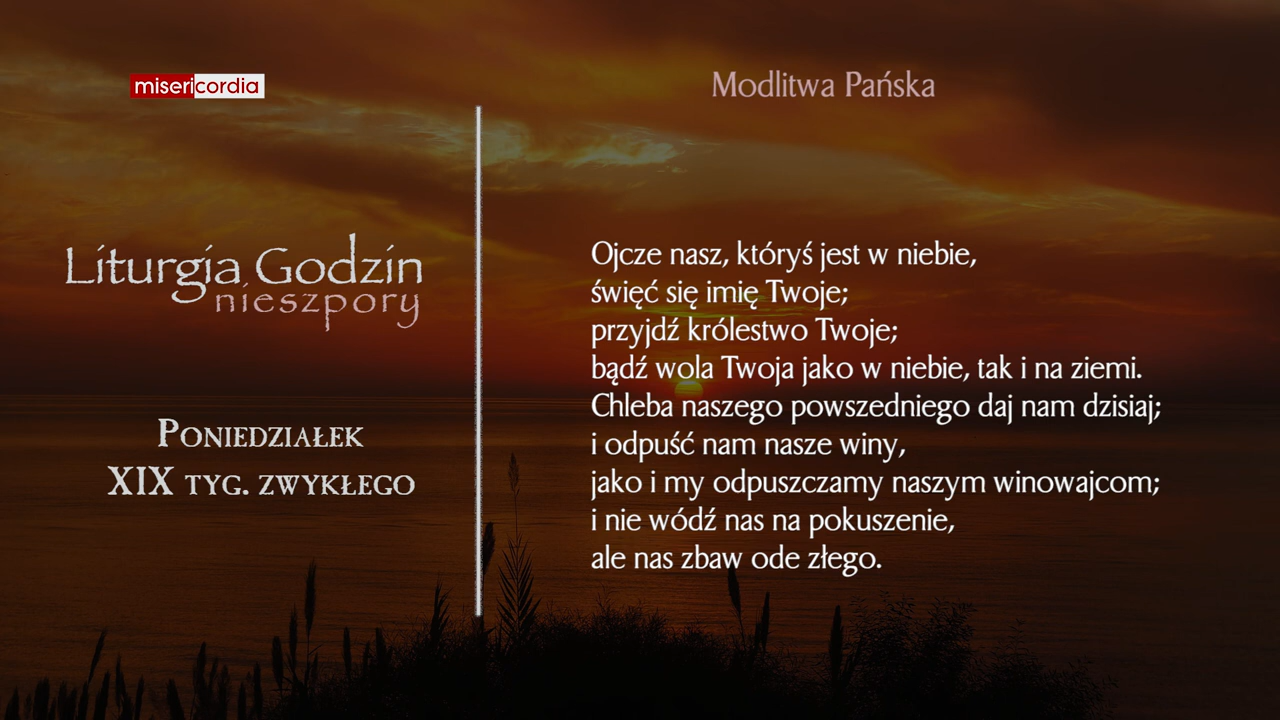 misericordia
Liturgia Godzin
nieszpory
Poniedziałek
XIX tyg. zwykłego
Modlitwa Pańska
Ojcze nasz, któryś jest w niebie,
święć się imię Twoje;
przyjdź królestwo Twoje;
bądź wola Twoja jako w niebie, tak i na ziemi.
Chleba naszego powszedniego daj nam dzisiaj;
i odpuść nam nasze winy,
jako i my odpuszczamy naszym winowajcom;
i nie wódź nas na pokuszenie,
ale nas zbaw ode złego.